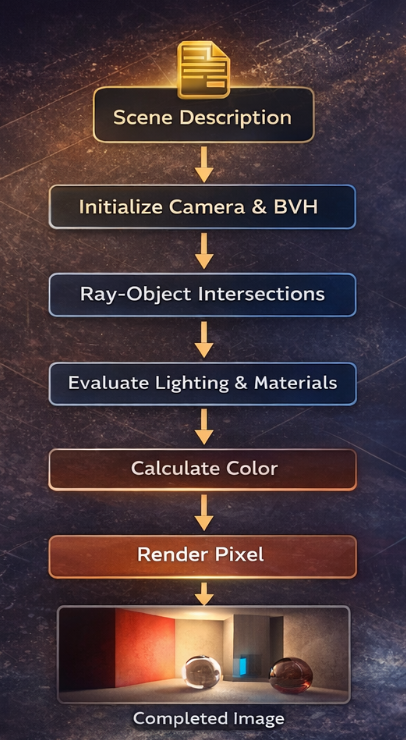 Scene Description
Initialize Camera & BVH
Ray-Object Intersections
Evaluate Lighting & Materials
Calculate Color
Render Pixel
Completed Image